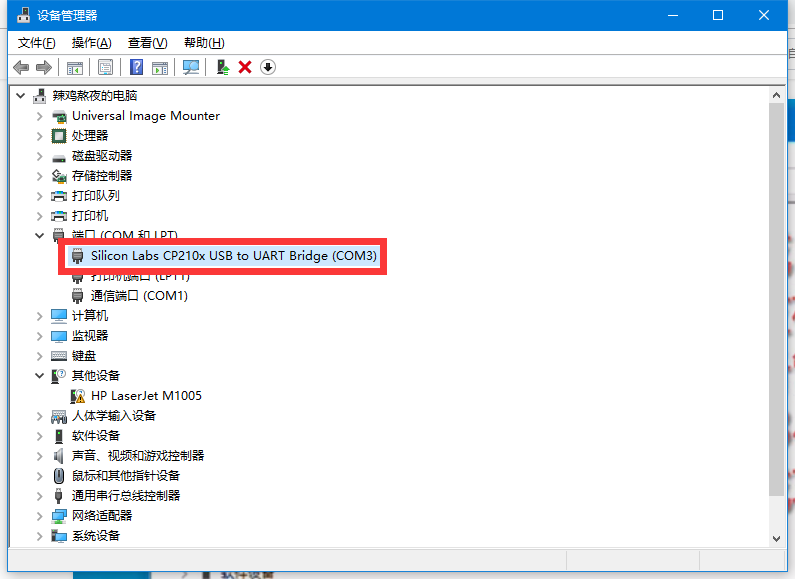 设备管理器
文件(F) 操作(A) 查看(V) 帮助(H)
辣鸡熬夜的电脑
Universal Image Mounter
处理器
磁盘驱动器
存储控制器
打印队列
打印机
端口 (COM 和 LPT)
Silicon Labs CP210x USB to UART Bridge (COM3)
打印机端口 (LPT1)
通信端口 (COM1)
计算机
监视器
键盘
其他设备
HP LaserJet M1005
人体学输入设备
软件设备
声音、视频和游戏控制器
鼠标和其他指针设备
通用串行总线控制器
网络适配器
系统设备
软件设备